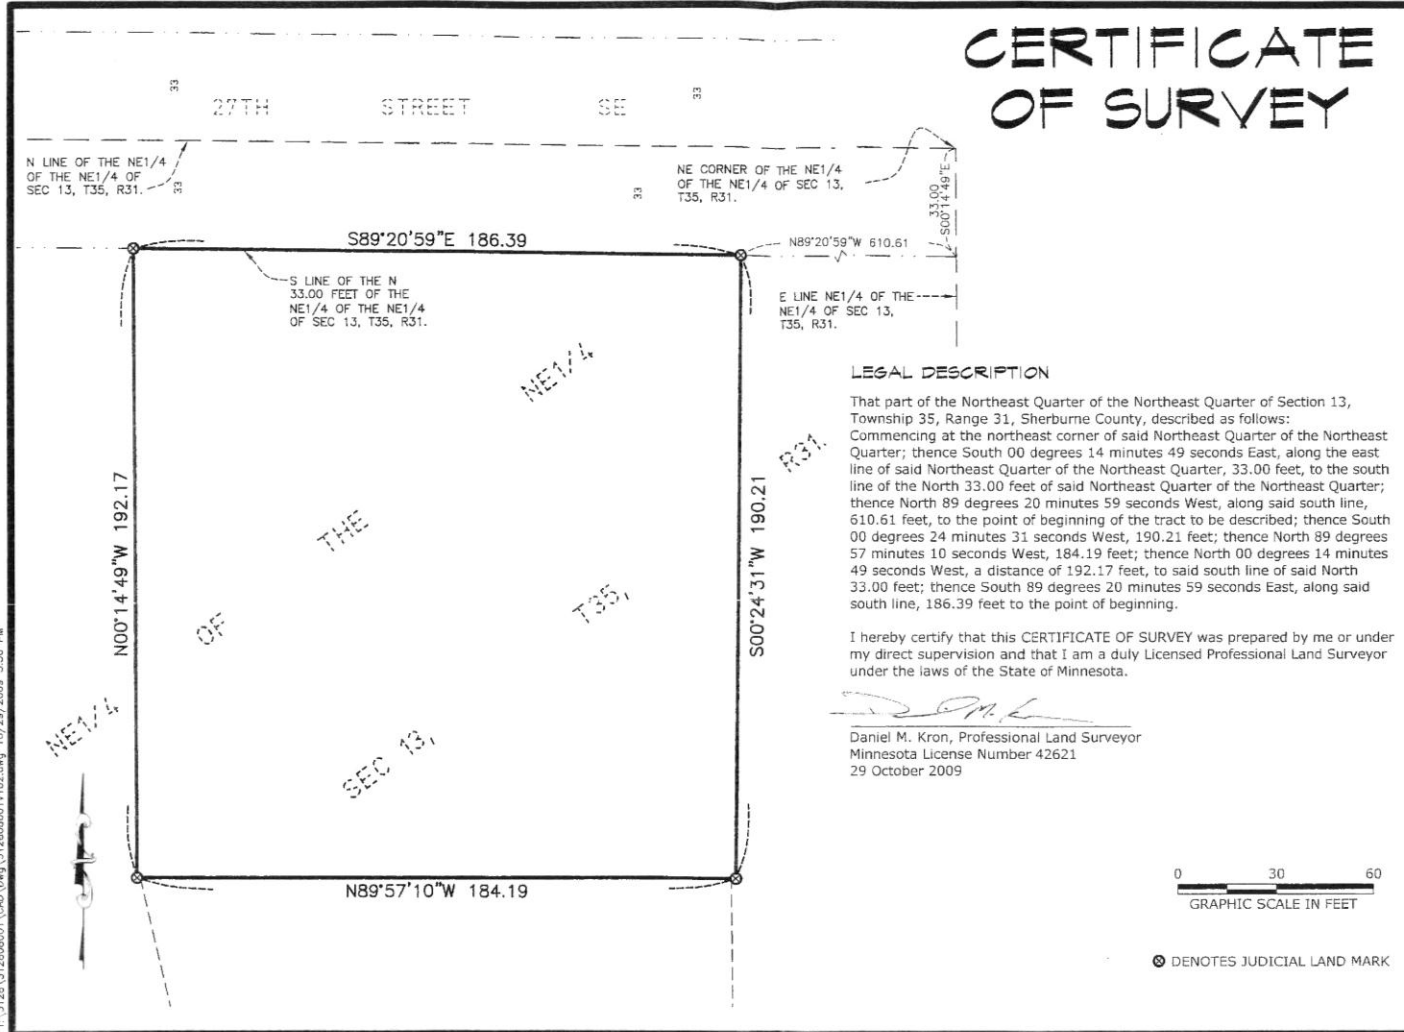 CERTIFICATE
OF SURVEY
33
27TH STREET SE
33
N LINE OF THE NE1/4
OF THE NE1/4 OF
SEC 13, T35, R31.
33
NE CORNER OF THE NE1/4
OF THE NE1/4 OF SEC 13,
T35, R31.
33
33.00
S00°14'49"E
S89°20'59"E 186.39
N89°20'59"W 610.61
S LINE OF THE N
33.00 FEET OF THE
NE1/4 OF THE NE1/4
OF SEC 13, T35, R31.
E LINE NE1/4 OF THE
NE1/4 OF SEC 13,
T35, R31.
NE1/4
OF
THE
NE1/4
SEC 13,
T35,
R31.
N00°14'49"W 192.17
S00°24'31"W 190.21
N89°57'10"W 184.19
LEGAL DESCRIPTION
That part of the Northeast Quarter of the Northeast Quarter of Section 13,
Township 35, Range 31, Sherburne County, described as follows:
Commencing at the northeast corner of said Northeast Quarter of the Northeast
Quarter; thence South 00 degrees 14 minutes 49 seconds East, along the east
line of said Northeast Quarter of the Northeast Quarter, 33.00 feet, to the south
line of the North 33.00 feet of said Northeast Quarter of the Northeast Quarter;
thence North 89 degrees 20 minutes 59 seconds West, along said south line,
610.61 feet, to the point of beginning of the tract to be described; thence South
00 degrees 24 minutes 31 seconds West, 190.21 feet; thence North 89 degrees
57 minutes 10 seconds West, 184.19 feet; thence North 00 degrees 14 minutes
49 seconds West, a distance of 192.17 feet, to said south line of said North
33.00 feet; thence South 89 degrees 20 minutes 59 seconds East, along said
south line, 186.39 feet to the point of beginning.
I hereby certify that this CERTIFICATE OF SURVEY was prepared by me or under
my direct supervision and that I am a duly Licensed Professional Land Surveyor
under the laws of the State of Minnesota.
Daniel M. Kron, Professional Land Surveyor
Minnesota License Number 42621
29 October 2009
0 30 60
GRAPHIC SCALE IN FEET
DENOTES JUDICIAL LAND MARK